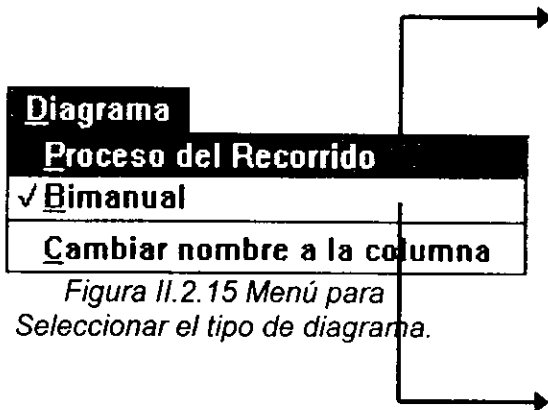 Diagrama
Proceso del Recorrido
√ Bimanual
Cambiar nombre a la columna
Figura II.2.15 Menú para
Seleccionar el tipo de diagrama.